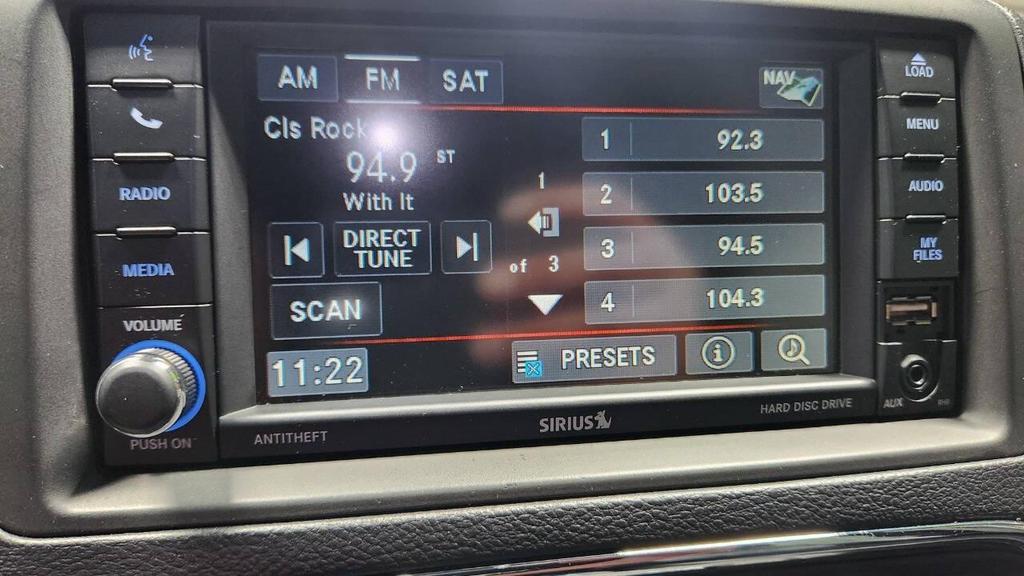 AM FM SAT NAV
Cls Rock
94.9 ST
With It
DIRECT
TUNE
SCAN
11:22
1
of 3
1 92.3
2 103.5
3 94.5
4 104.3
PRESETS
RADIO
MEDIA
VOLUME
PUSH ON
LOAD
MENU
AUDIO
MY
FILES
AUX
ANTITHEFT
SIRIUS
HARD DISC DRIVE